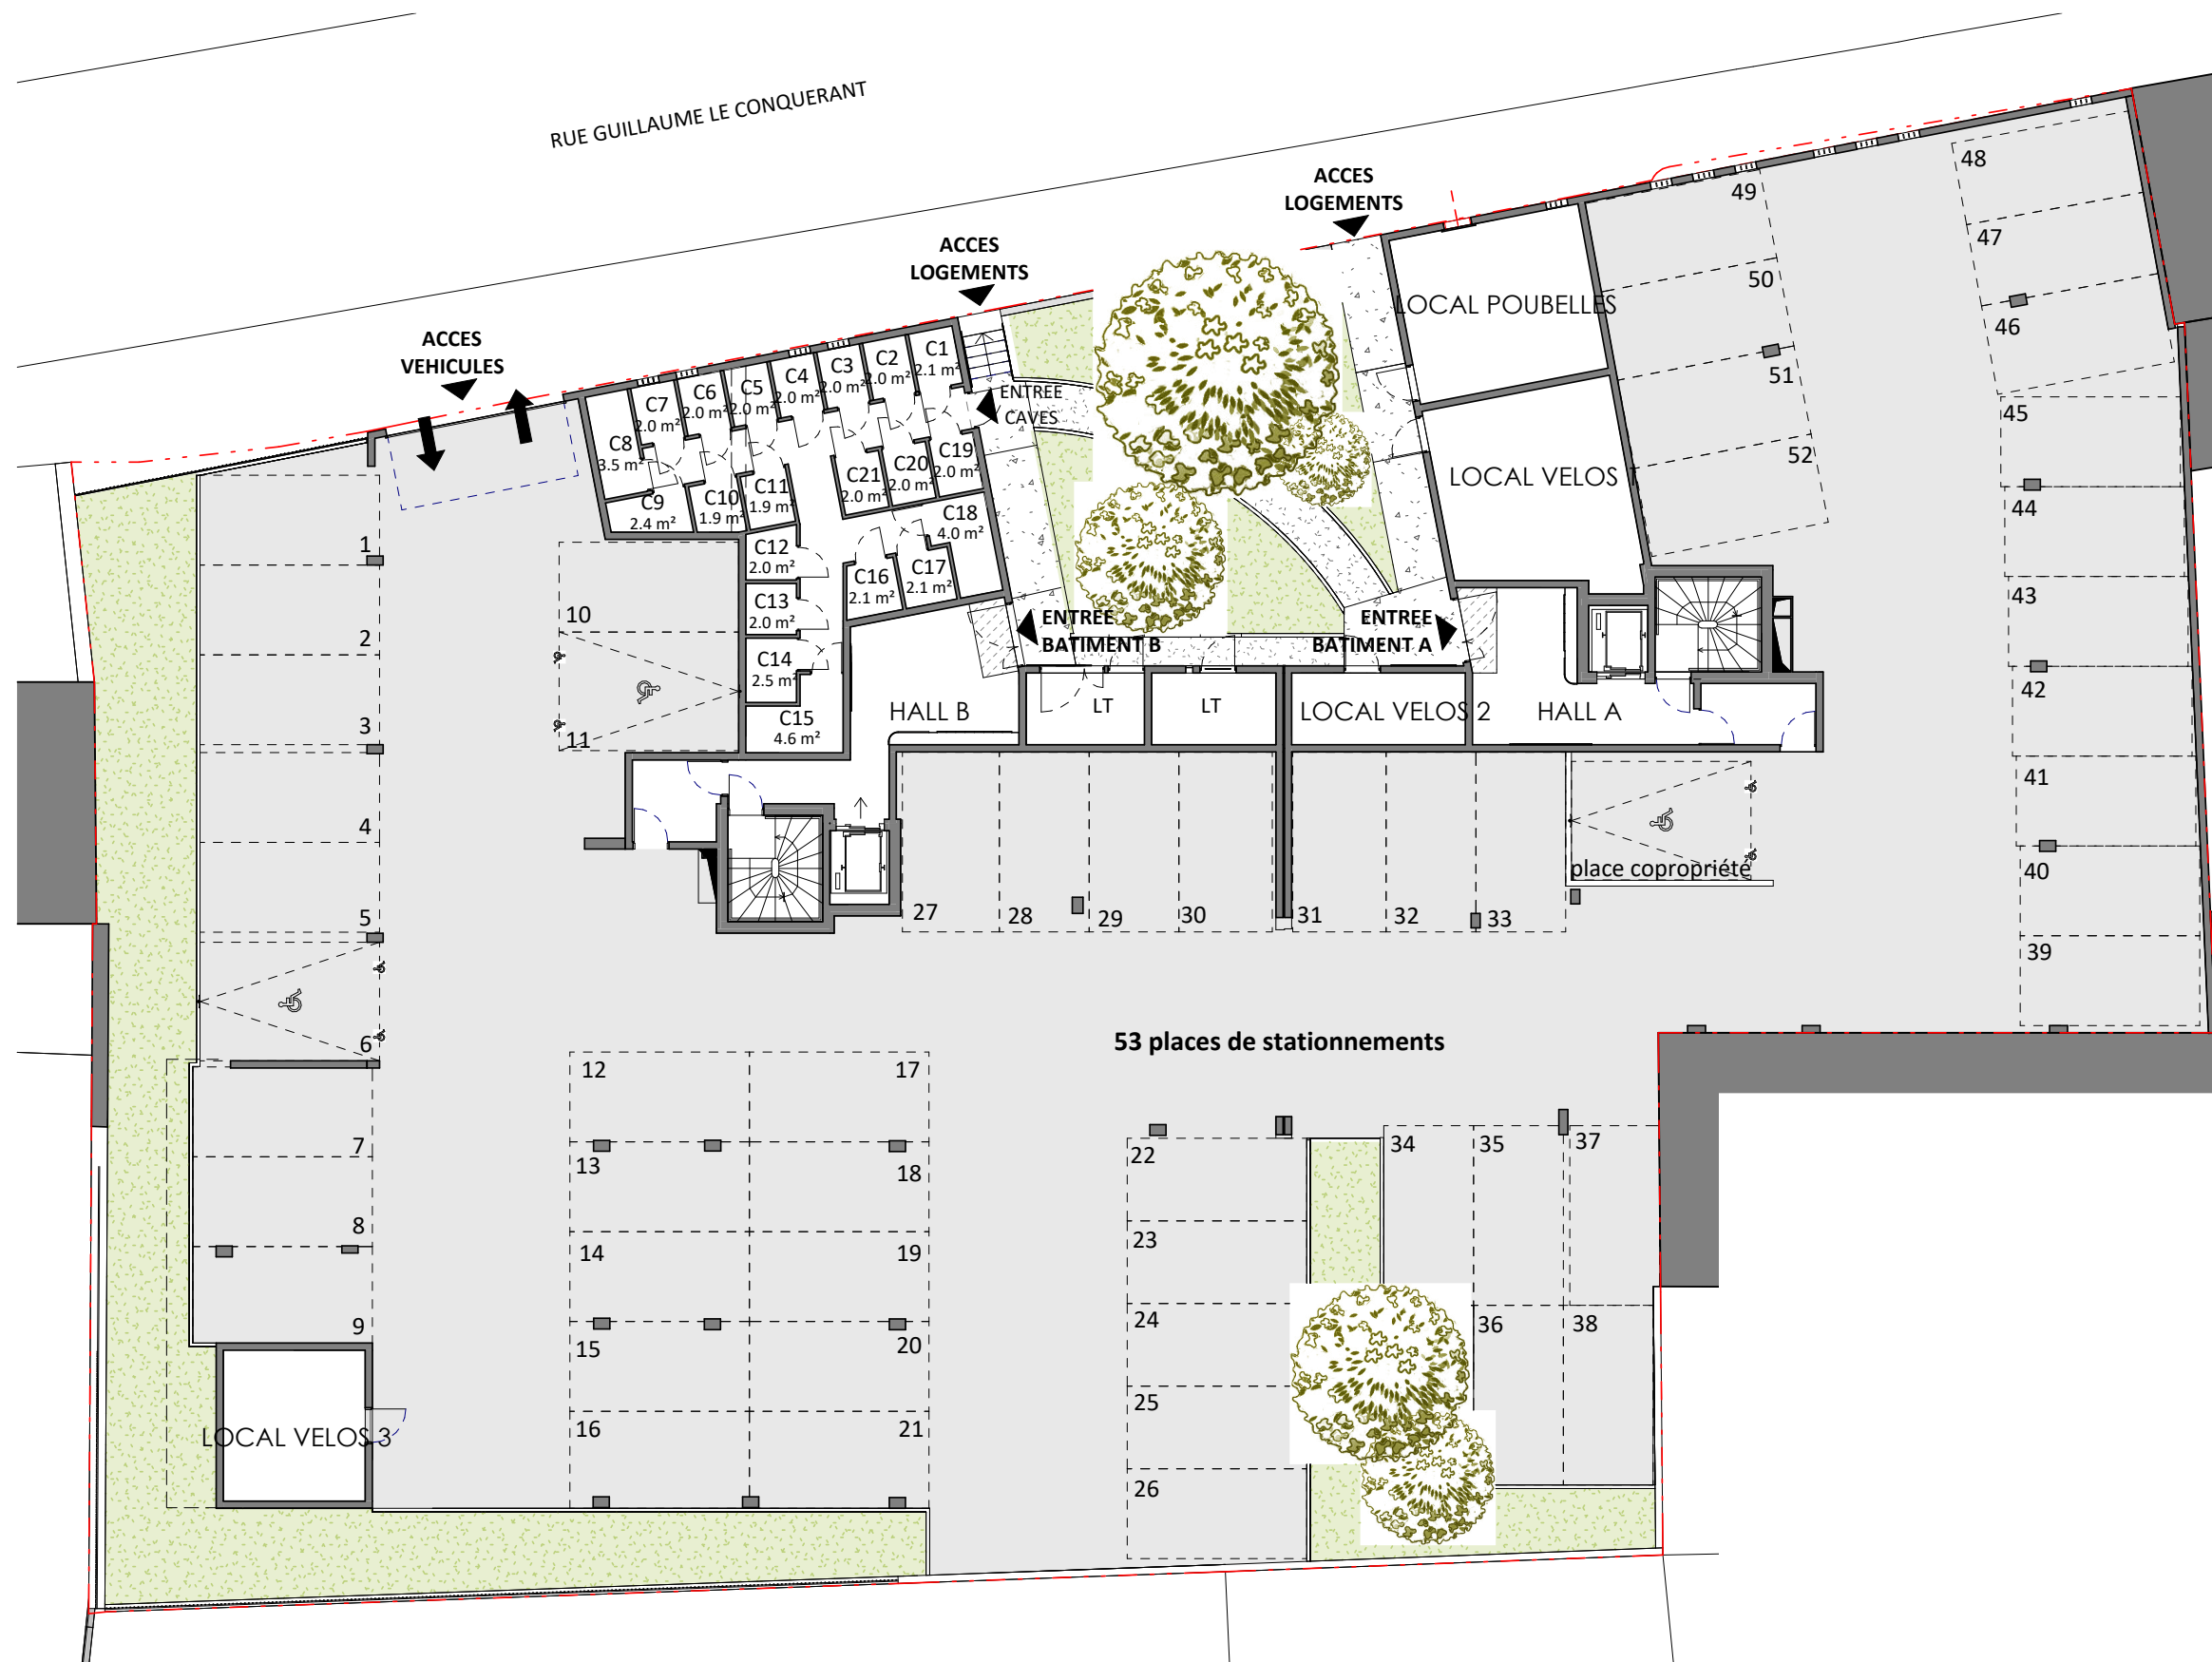 RUE GUILLAUME LE CONQUERANT
ACCES
VEHICULES
ACCES
LOGEMENTS
ACCES
LOGEMENTS
C1
2.1 m²
C2
2.0 m²
C3
2.0 m²
C4
2.0 m²
C5
2.0 m²
C6
2.0 m²
C7
2.0 m²
C8
3.5 m²
C9
2.4 m²
C10
1.9 m²
C11
1.9 m²
C21
2.0 m²
C20
2.0 m²
C19
2.0 m²
C18
4.0 m²
C12
2.0 m²
C13
2.0 m²
C14
2.5 m²
C15
4.6 m²
C16
2.1 m²
C17
2.1 m²
ENTREE
CAVES
LOCAL POUBELLES
LOCAL VELOS 1
ENTREE
BATIMENT B
ENTREE
BATIMENT A
HALL B
LT
LT
LOCAL VELOS 2
HALL A
place copropriété
53 places de stationnements
LOCAL VELOS 3
1
2
3
4
5
6
7
8
9
10
11
12
13
14
15
16
17
18
19
20
21
22
23
24
25
26
27
28
29
30
31
32
33
34
35
36
37
38
39
40
41
42
43
44
45
46
47
48
49
50
51
52